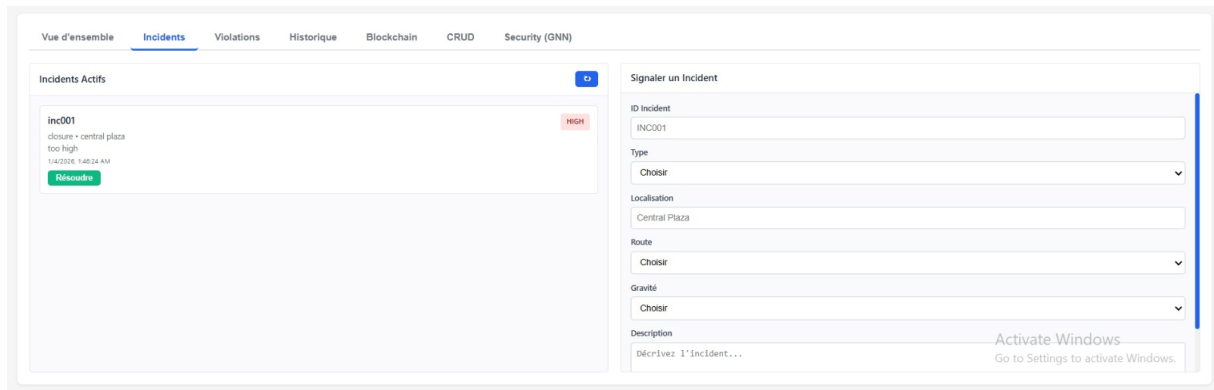 Vue d'ensemble Incidents Violations Historique Blockchain CRUD Security (GNN)
Incidents Actifs
inc001
HIGH
closure • central plaza
too high
1/4/2026, 1:46:24 AM
Résoudre
Signaler un Incident
ID Incident
INC001
Type
Choisir
Localisation
Central Plaza
Route
Choisir
Gravité
Choisir
Description
Décrivez l'incident...
Activate Windows
Go to Settings to activate Windows.